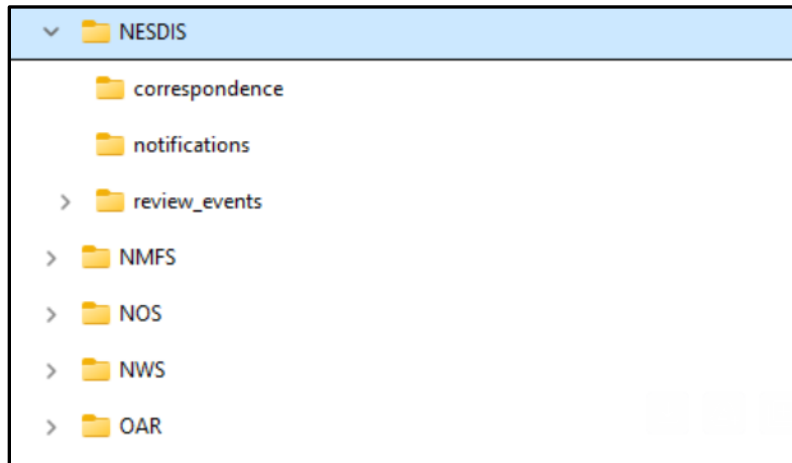 NESDIS
correspondence
notifications
review_events
NMFS
NOS
NWS
OAR